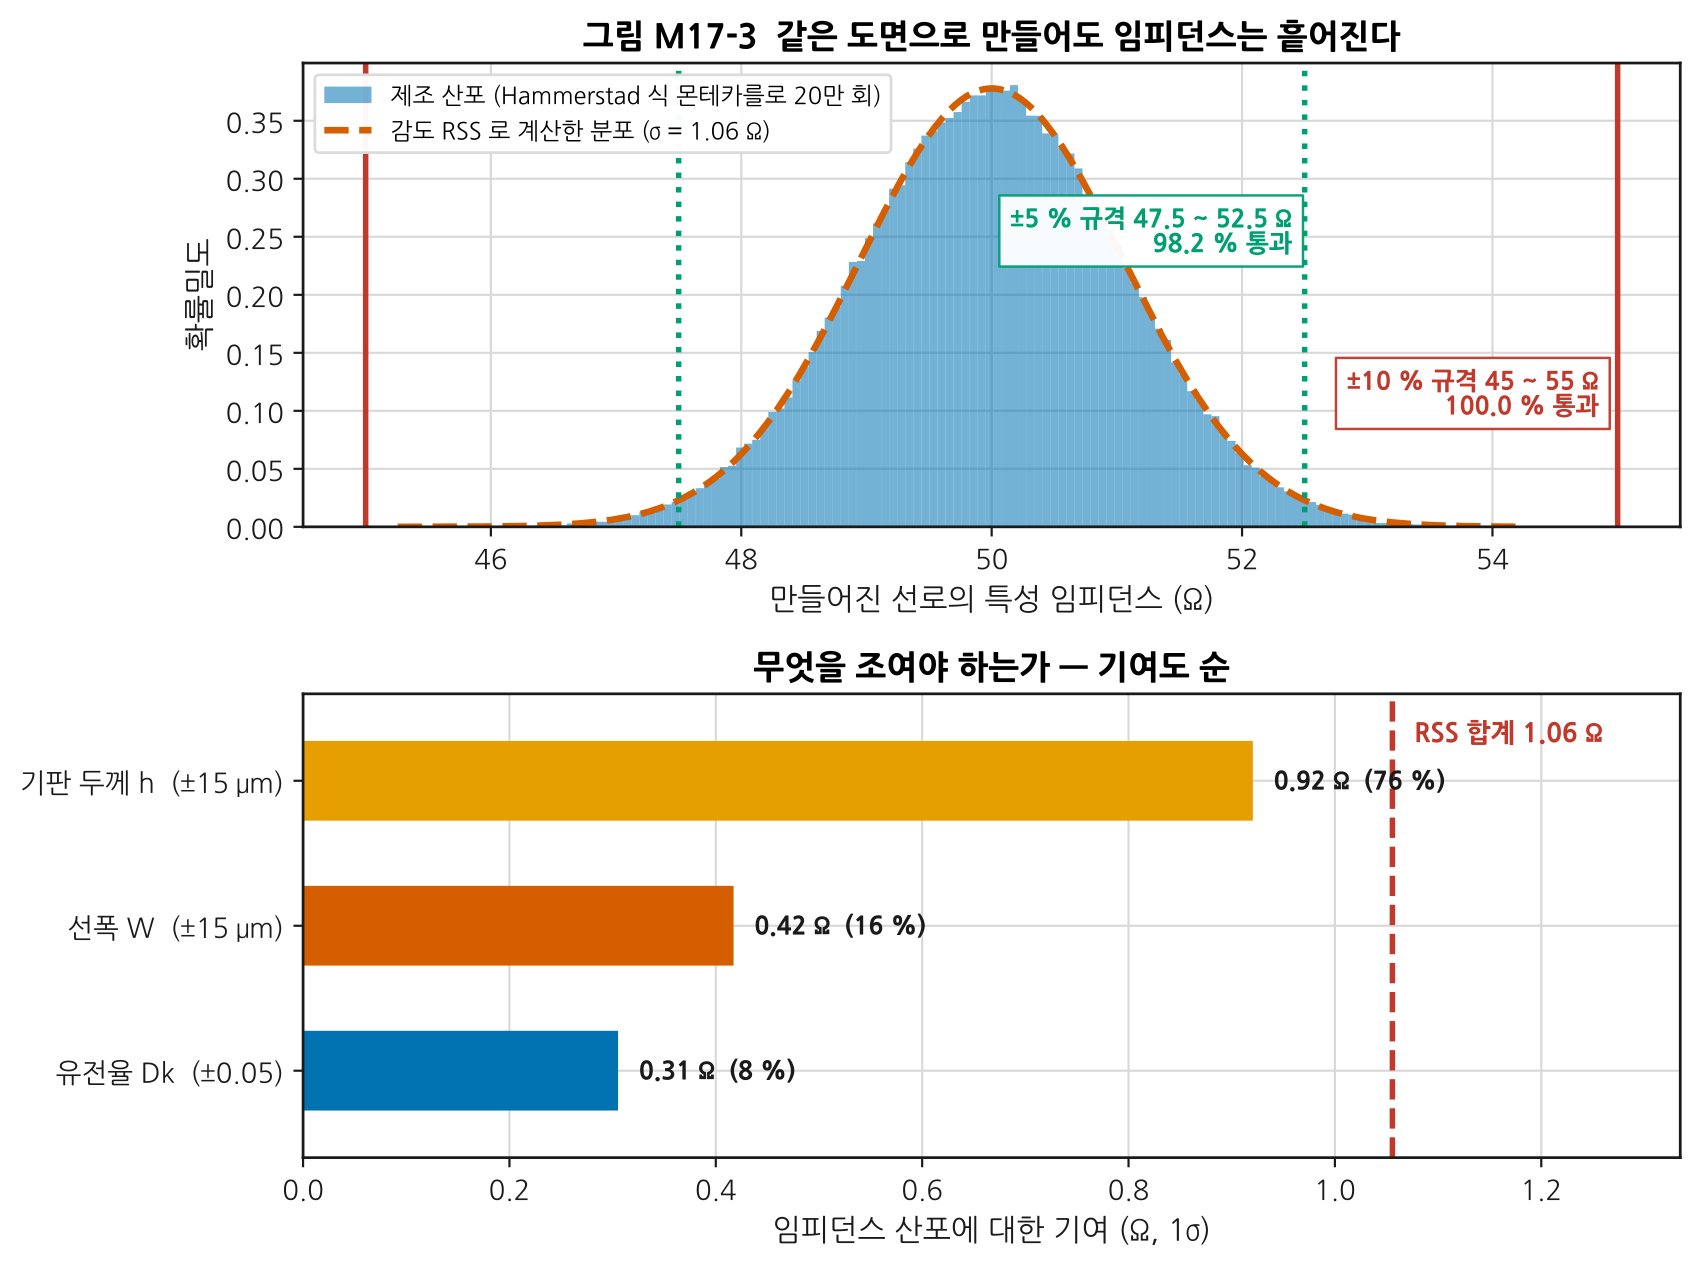 그림 M17-3  같은 도면으로 만들어도 임피던스는 흩어진다
제조 산포 (Hammerstad 식 몬테카를로 20만 회)
감도 RSS 로 계산한 분포 (σ = 1.06 Ω)
±5 % 규격 47.5 ~ 52.5 Ω
98.2 % 통과
±10 % 규격 45 ~ 55 Ω
100.0 % 통과
확률밀도
0.35
0.30
0.25
0.20
0.15
0.10
0.05
0.00
46 48 50 52 54
만들어진 선로의 특성 임피던스 (Ω)
무엇을 조여야 하는가 — 기여도 순
RSS 합계 1.06 Ω
기판 두께 h  (±15 µm)
0.92 Ω  (76 %)
선폭 W  (±15 µm)
0.42 Ω  (16 %)
유전율 Dk  (±0.05)
0.31 Ω  (8 %)
0.0 0.2 0.4 0.6 0.8 1.0 1.2
임피던스 산포에 대한 기여 (Ω, 1σ)